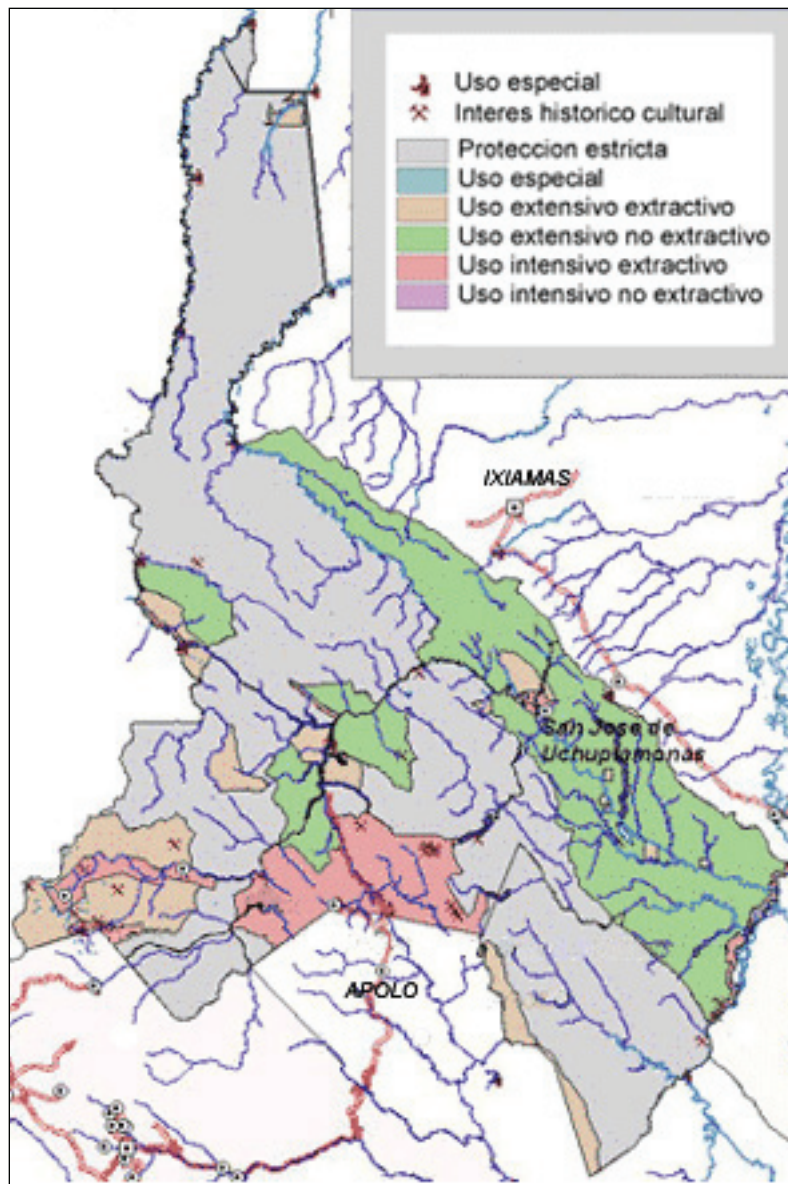 Uso especial
Interes historico cultural
Proteccion estricta
Uso especial
Uso extensivo extractivo
Uso extensivo no extractivo
Uso intensivo extractivo
Uso intensivo no extractivo
IXIAMAS
San Jose de
Uchupiamonas
APOLO